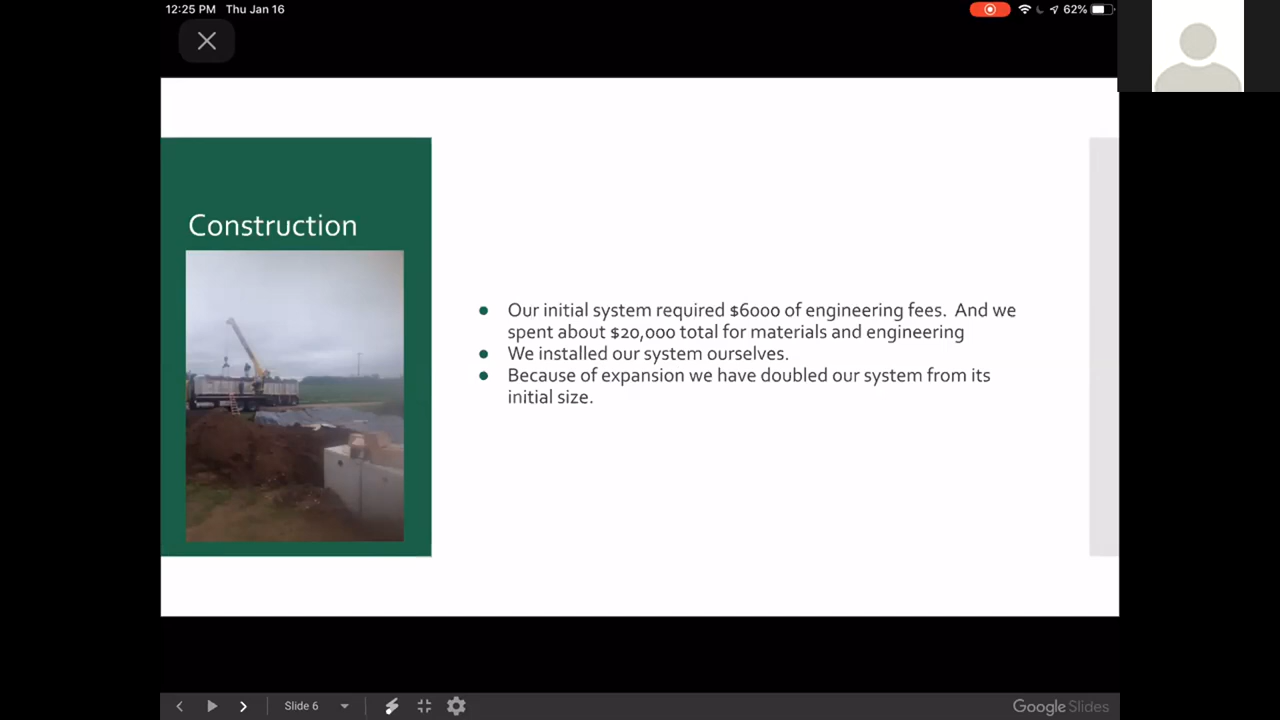 12:25 PM Thu Jan 16
62%
Construction
● Our initial system required $6000 of engineering fees.  And we
spent about $20,000 total for materials and engineering
● We installed our system ourselves.
● Because of expansion we have doubled our system from its
initial size.
Slide 6
Google Slides